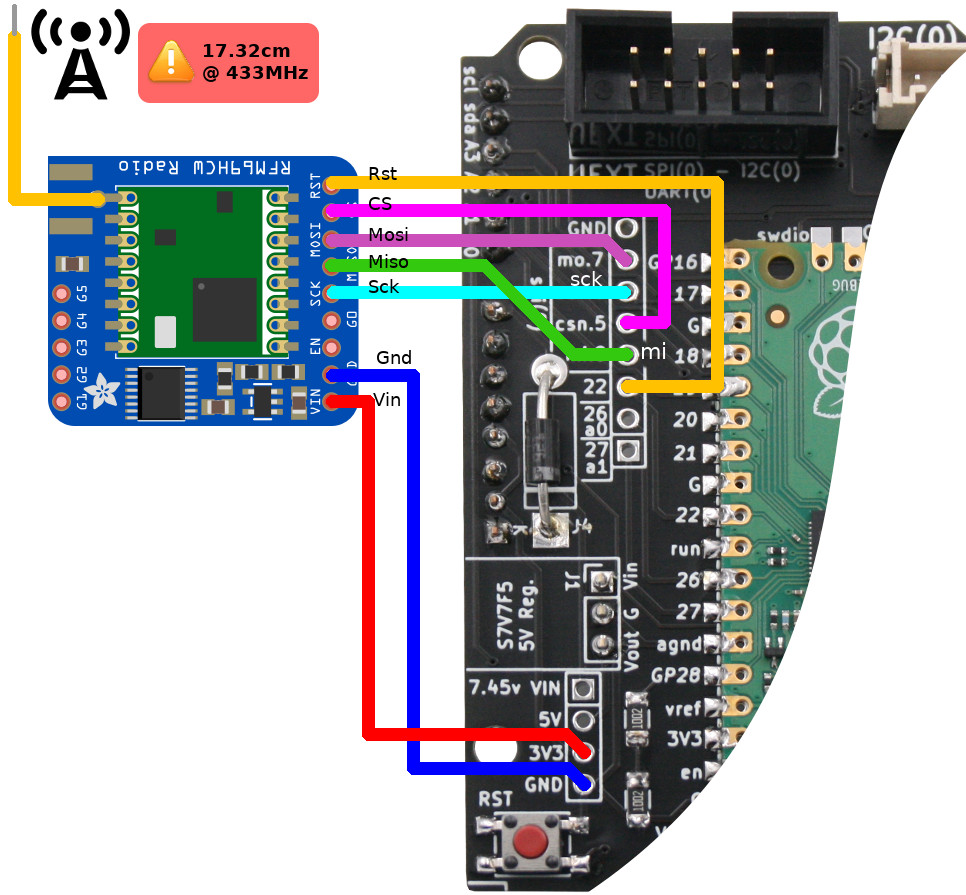 17.32cm
@ 433MHz
RFM69HCW Radio
RST
CS
MOSI
MISO
SCK
G0
EN
GND
VIN
G5
G4
G3
G2
G1
Rst
CS
Mosi
Miso
Sck
Gnd
Vin
sck
mi
I2C(0)
scl sda A3
UEXT
SPI(0) - I2C(0)
UART(0
GND
mo.7
csn.5
22
26
a0
27
a1
swdio
GP16
17
G
18
20
21
G
22
run
26
27
agnd
GP28
vref
3V3
en
K
J4
J1
Vin
G
Vout
S7V7F5
5V Reg.
7.45v VIN
5V
3V3
GND
RST
1002
1002